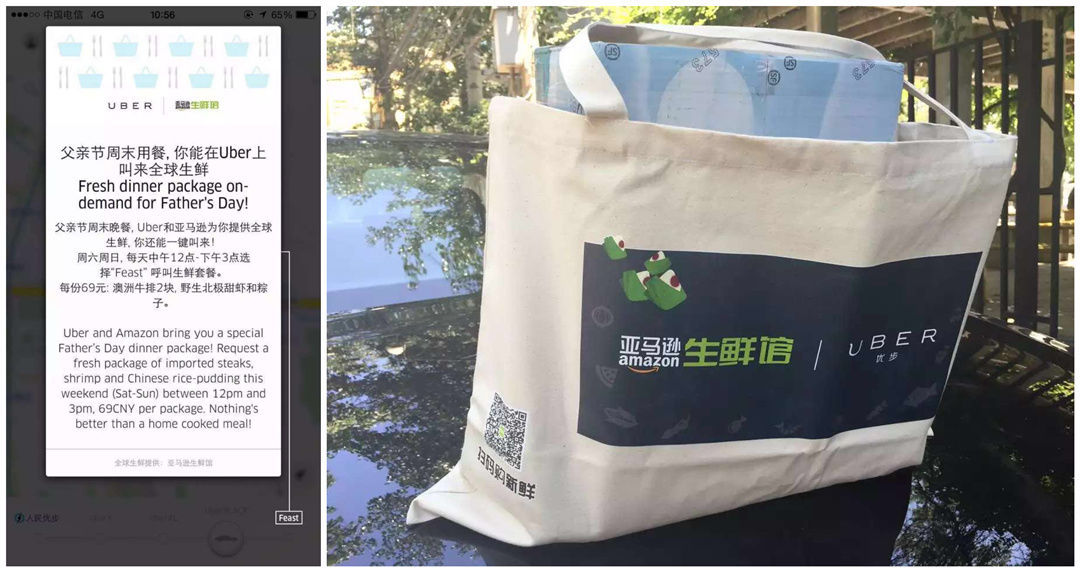 中国电信 4G
10:56
65%
UBER
亚马逊生鲜馆
父亲节周末用餐, 你能在Uber上
叫来全球生鲜
Fresh dinner package on-
demand for Father's Day!
父亲节周末晚餐, Uber和亚马逊为你提供全球
生鲜, 你还能一键叫来!
周六周日, 每天中午12点-下午3点选
择“Feast” 呼叫生鲜套餐。
每份69元: 澳洲牛排2块, 野生北极甜虾和粽
子。
Uber and Amazon bring you a special
Father's Day dinner package! Request a
fresh package of imported steaks,
shrimp and Chinese rice-pudding this
weekend (Sat-Sun) between 12pm and
3pm, 69CNY per package. Nothing's
better than a home cooked meal!
全球生鲜提供: 亚马逊生鲜馆
人民优步
Feast
SF
SF
SF
亚马逊
amazon
生鲜馆
UBER
优步
扫码购新鲜